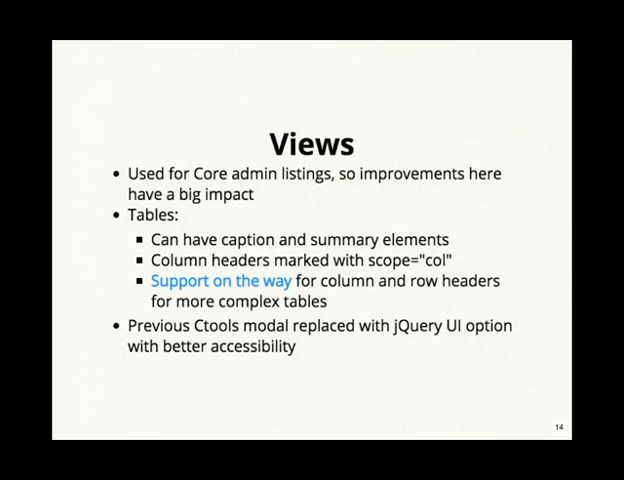 Views
• Used for Core admin listings, so improvements here
have a big impact
• Tables:
▪ Can have caption and summary elements
▪ Column headers marked with scope="col"
▪ Support on the way for column and row headers
for more complex tables
• Previous Ctools modal replaced with jQuery UI option
with better accessibility
14